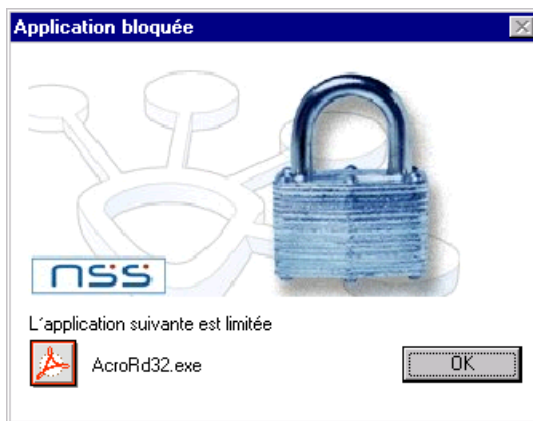 Application bloquée
nss
L´application suivante est limitée
AcroRd32.exe
OK